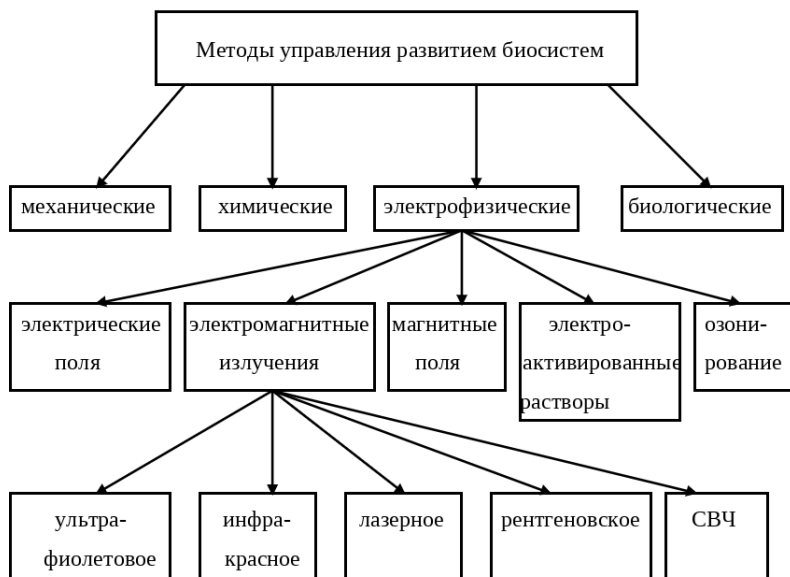 Методы управления развитием биосистем
механические
химические
электрофизические
биологические
электрические
поля
электромагнитные
излучения
магнитные
поля
электро-
активированные
растворы
озони-
рование
ультра-
фиолетовое
инфра-
красное
лазерное
рентгеновское
СВЧ